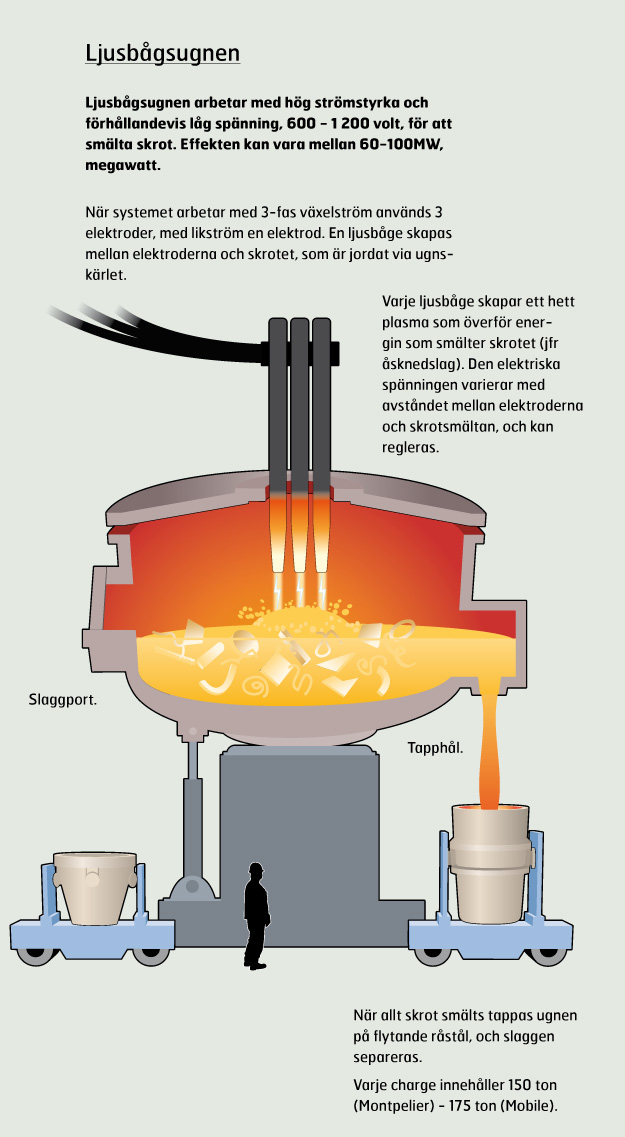 Ljusbågsugnen
Ljusbågsugnen arbetar med hög strömstyrka och
förhållandevis låg spänning, 600 – 1 200 volt, för att
smälta skrot. Effekten kan vara mellan 60–100MW,
megawatt.
När systemet arbetar med 3-fas växelström används 3
elektroder, med likström en elektrod. En ljusbåge skapas
mellan elektroderna och skrotet, som är jordat via ugns-
kärlet.
Varje ljusbåge skapar ett hett
plasma som överför ener-
gin som smälter skrotet (jfr
åsknedslag). Den elektriska
spänningen varierar med
avståndet mellan elektroderna
och skrotsmältan, och kan
regleras.
Slaggport.
Tapphål.
När allt skrot smälts tappas ugnen
på flytande råstål, och slaggen
separeras.
Varje charge innehåller 150 ton
(Montpelier) – 175 ton (Mobile).